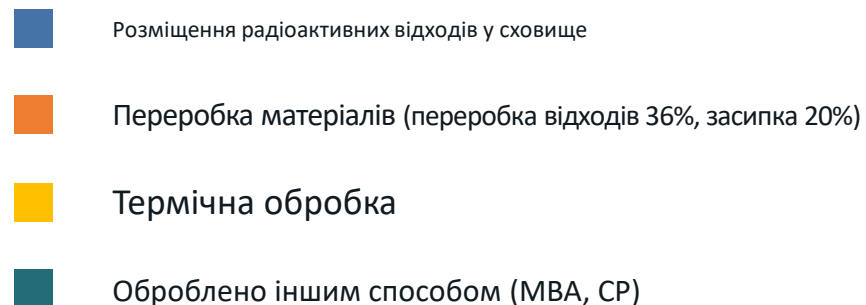 Розміщення радіоактивних відходів у сховище
Переробка матеріалів (переробка відходів 36%, засипка 20%)
Термічна обробка
Оброблено іншим способом (MBA, CP)